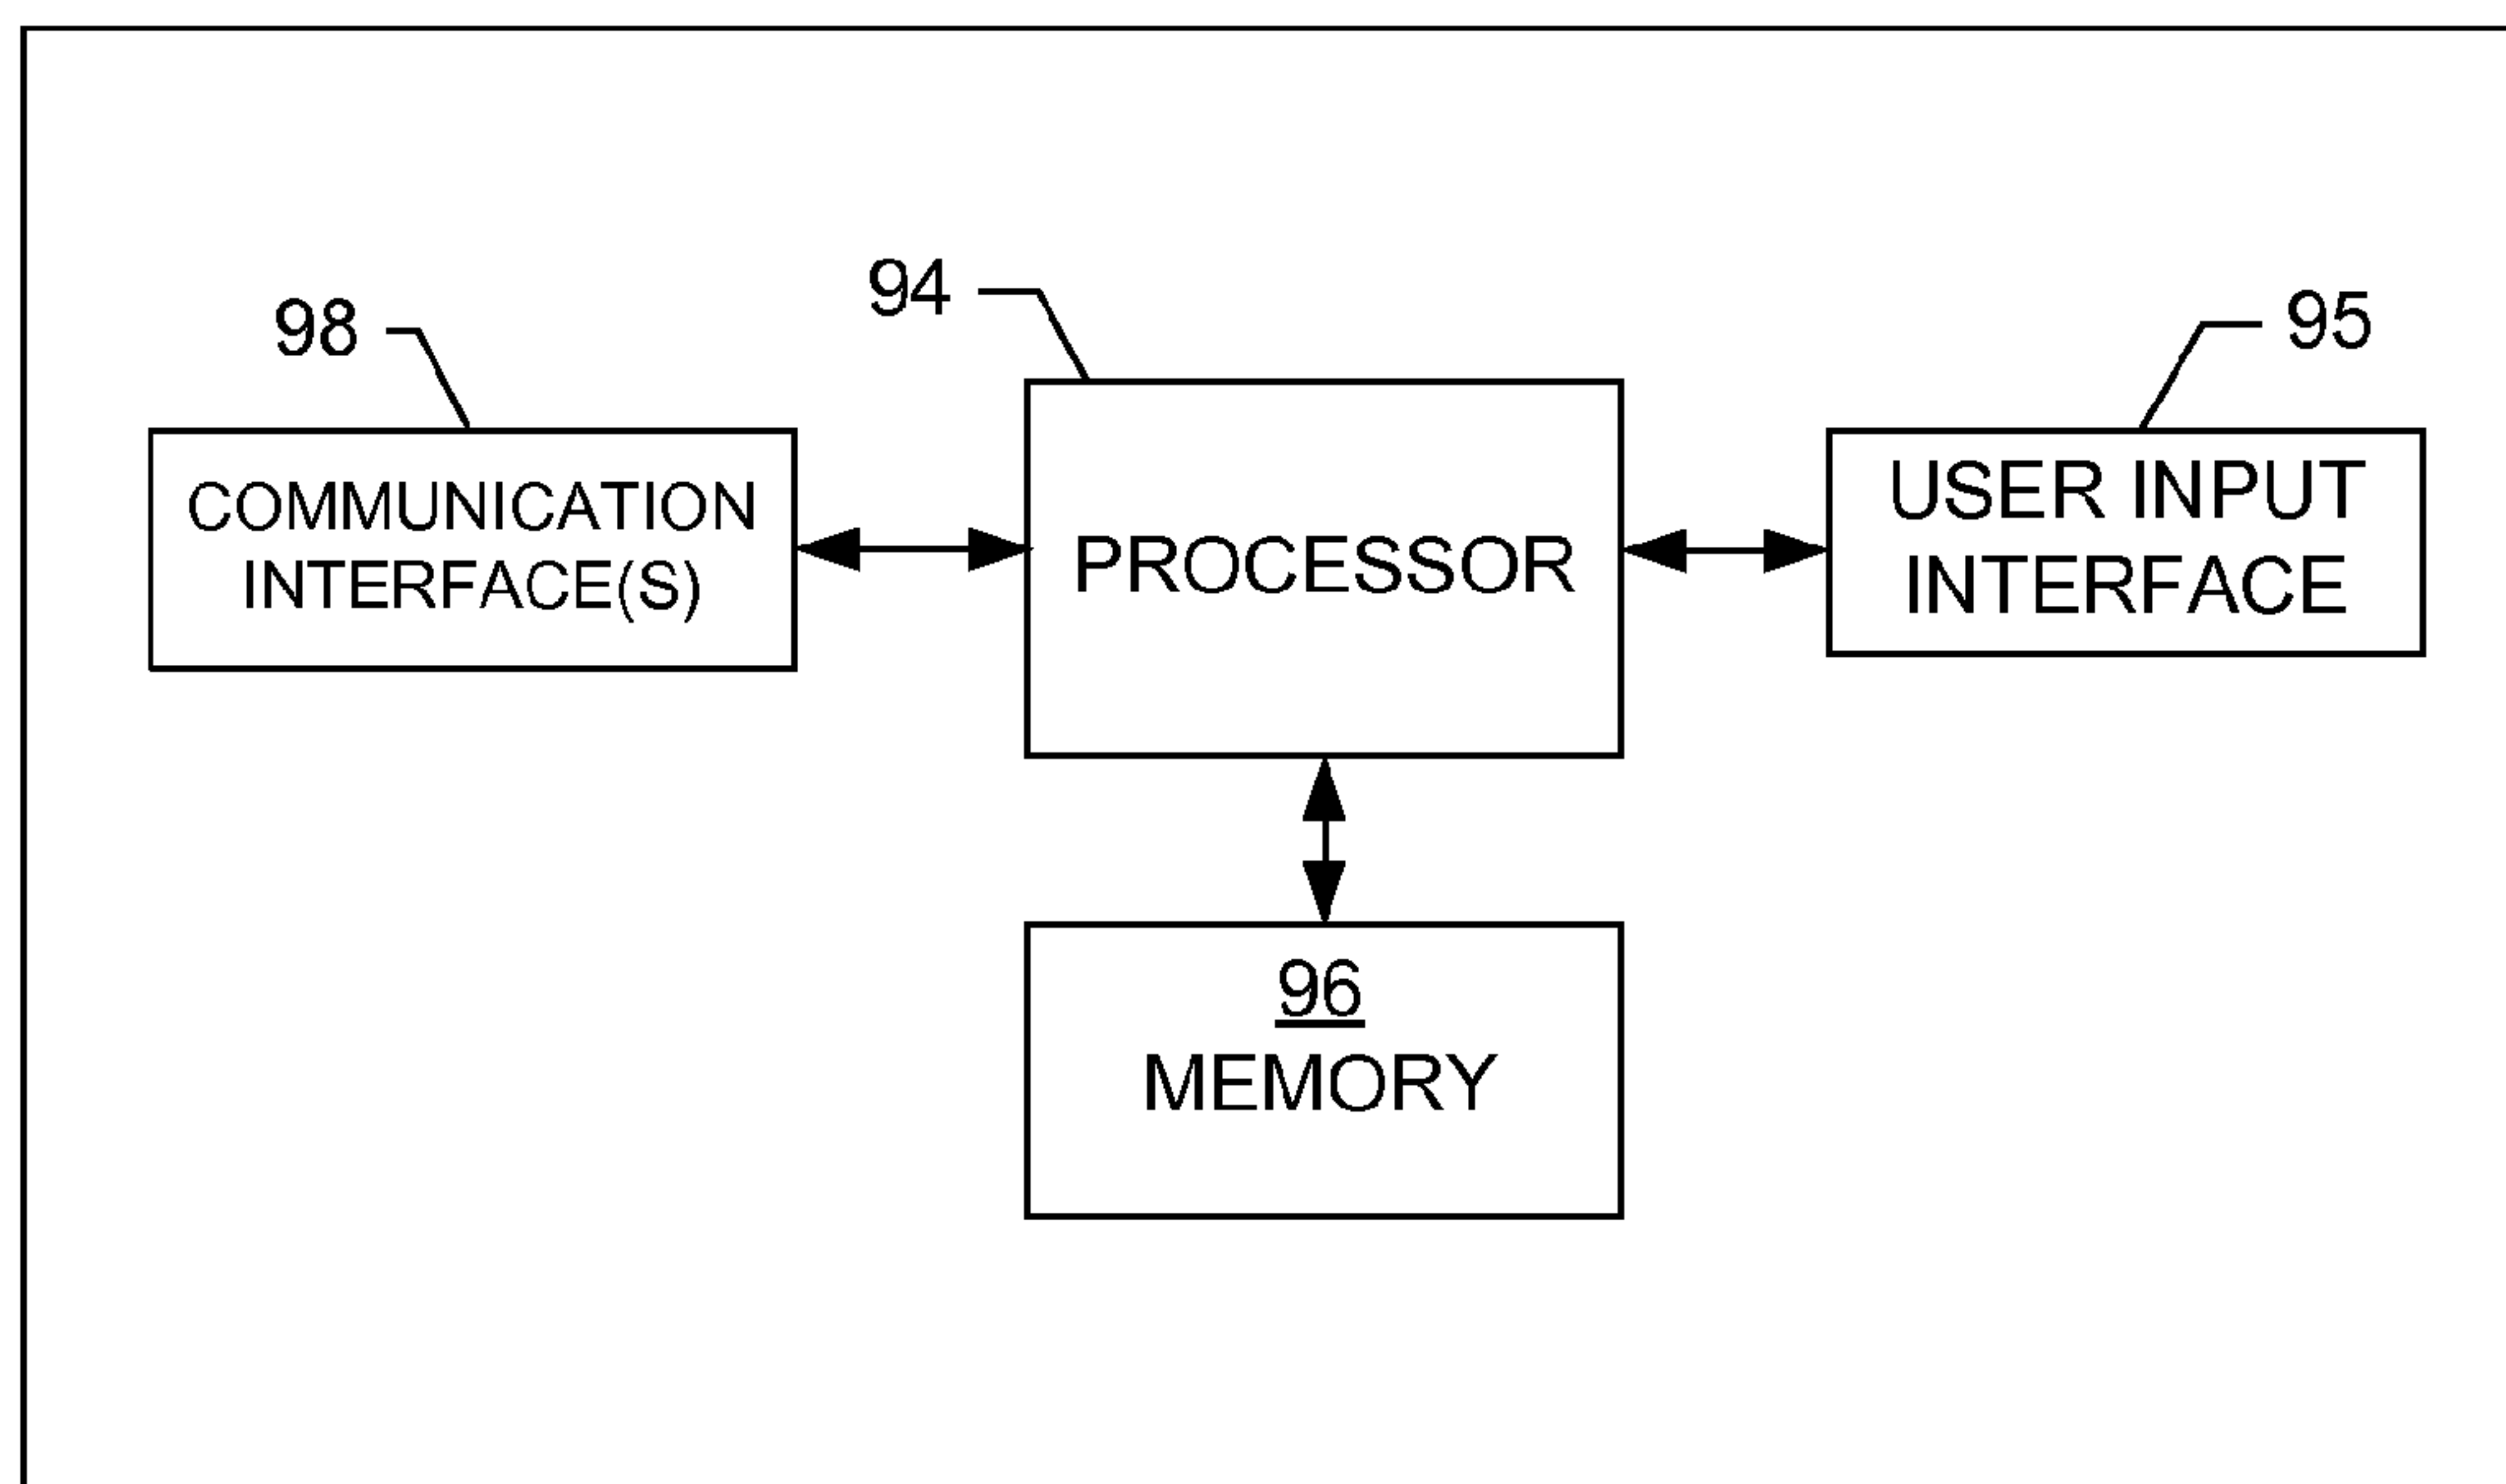 94
98
95
COMMUNICATION
INTERFACE(S)
PROCESSOR
USER INPUT
INTERFACE
96
MEMORY